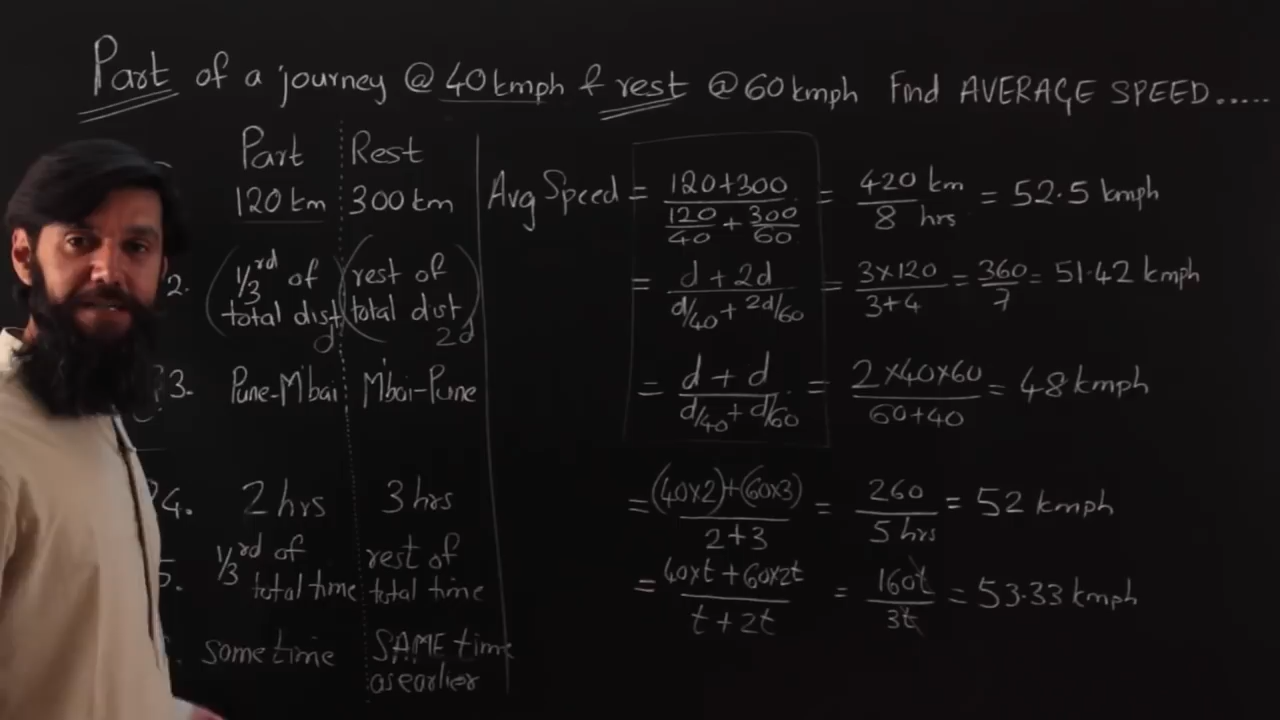 Part of a journey @ 40 kmph & rest @ 60 kmph Find AVERAGE SPEED......
Part Rest
120 km 300 km Avg Speed = (120+300)/(120/40 + 300/60) = 420 km/8 hrs = 52.5 kmph
2. (1/3rd of total dist) d (rest of total dist) 2d = (d + 2d)/(d/40 + 2d/60) = (3×120)/(3+4) = 360/7 = 51.42 kmph
3. Pune-M'bai M'bai-Pune = (d + d)/(d/40 + d/60) = (2×40×60)/(60+40) = 48 kmph
4. 2 hrs 3 hrs = ((40×2)+(60×3))/(2+3) = 260/5 hrs = 52 kmph
5. 1/3rd of total time rest of total time = (40×t + 60×2t)/(t + 2t) = 160t/3t = 53.33 kmph
some time SAME time as earlier